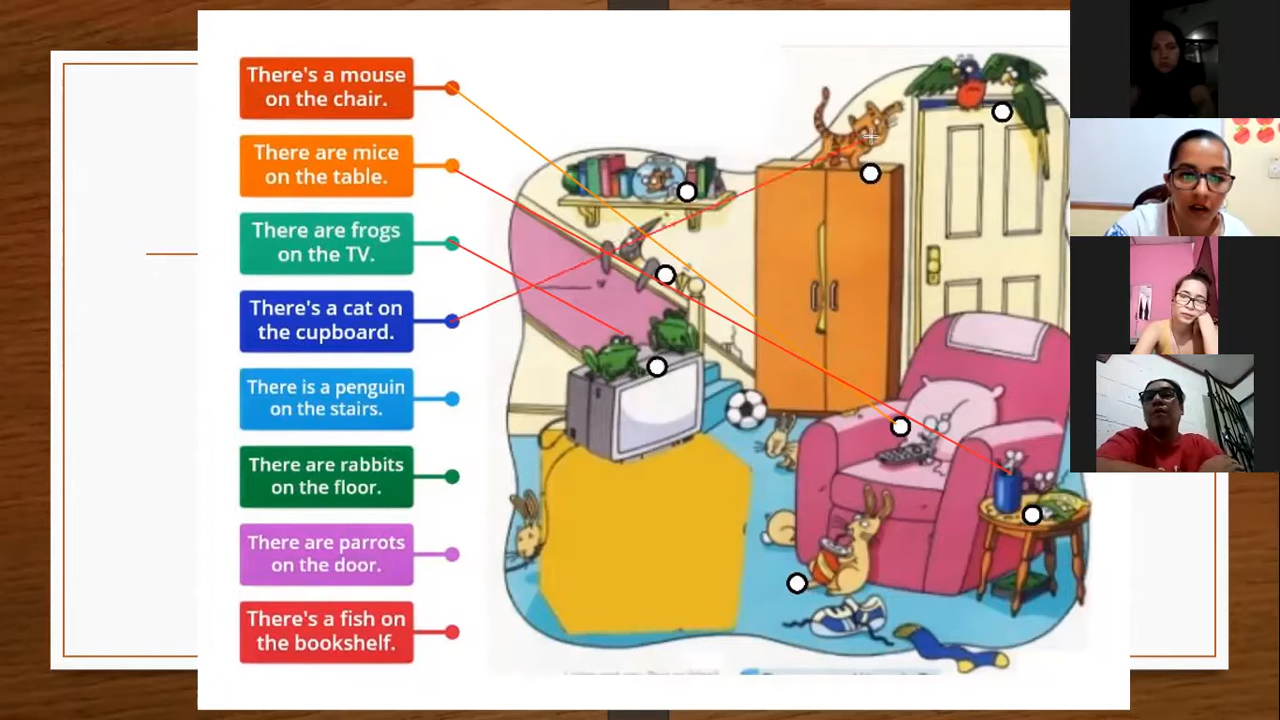 There's a mouse
on the chair.
There are mice
on the table.
There are frogs
on the TV.
There's a cat on
the cupboard.
There is a penguin
on the stairs.
There are rabbits
on the floor.
There are parrots
on the door.
There's a fish on
the bookshelf.